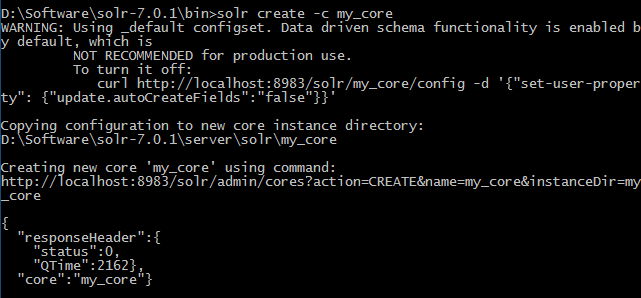 D:\Software\solr-7.0.1\bin>solr create -c my_core
WARNING: Using _default configset. Data driven schema functionality is enabled b
y default, which is
         NOT RECOMMENDED for production use.
         To turn it off:
            curl http://localhost:8983/solr/my_core/config -d '{"set-user-proper
ty": {"update.autoCreateFields":"false"}}'
Copying configuration to new core instance directory:
D:\Software\solr-7.0.1\server\solr\my_core
Creating new core 'my_core' using command:
http://localhost:8983/solr/admin/cores?action=CREATE&name=my_core&instanceDir=my
_core
{
  "responseHeader":{
    "status":0,
    "QTime":2162},
  "core":"my_core"}